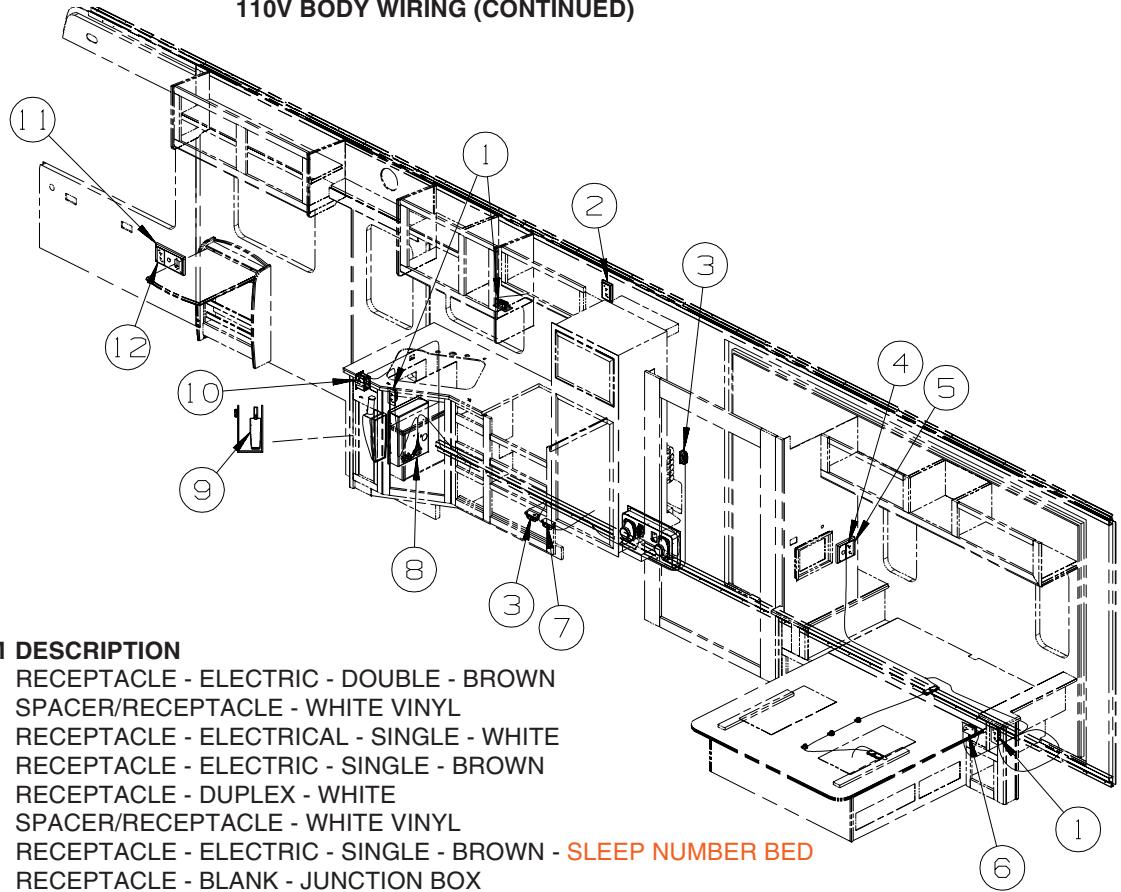 110V BODY WIRING (CONTINUED)
11
1
2
3
1
12
4
5
10
3
9
8
3
7
6
1
DESCRIPTION
RECEPTACLE - ELECTRIC - DOUBLE - BROWN
SPACER/RECEPTACLE - WHITE VINYL
RECEPTACLE - ELECTRICAL - SINGLE - WHITE
RECEPTACLE - ELECTRIC - SINGLE - BROWN
RECEPTACLE - DUPLEX - WHITE
SPACER/RECEPTACLE - WHITE VINYL
RECEPTACLE - ELECTRIC - SINGLE - BROWN - SLEEP NUMBER BED
RECEPTACLE - BLANK - JUNCTION BOX